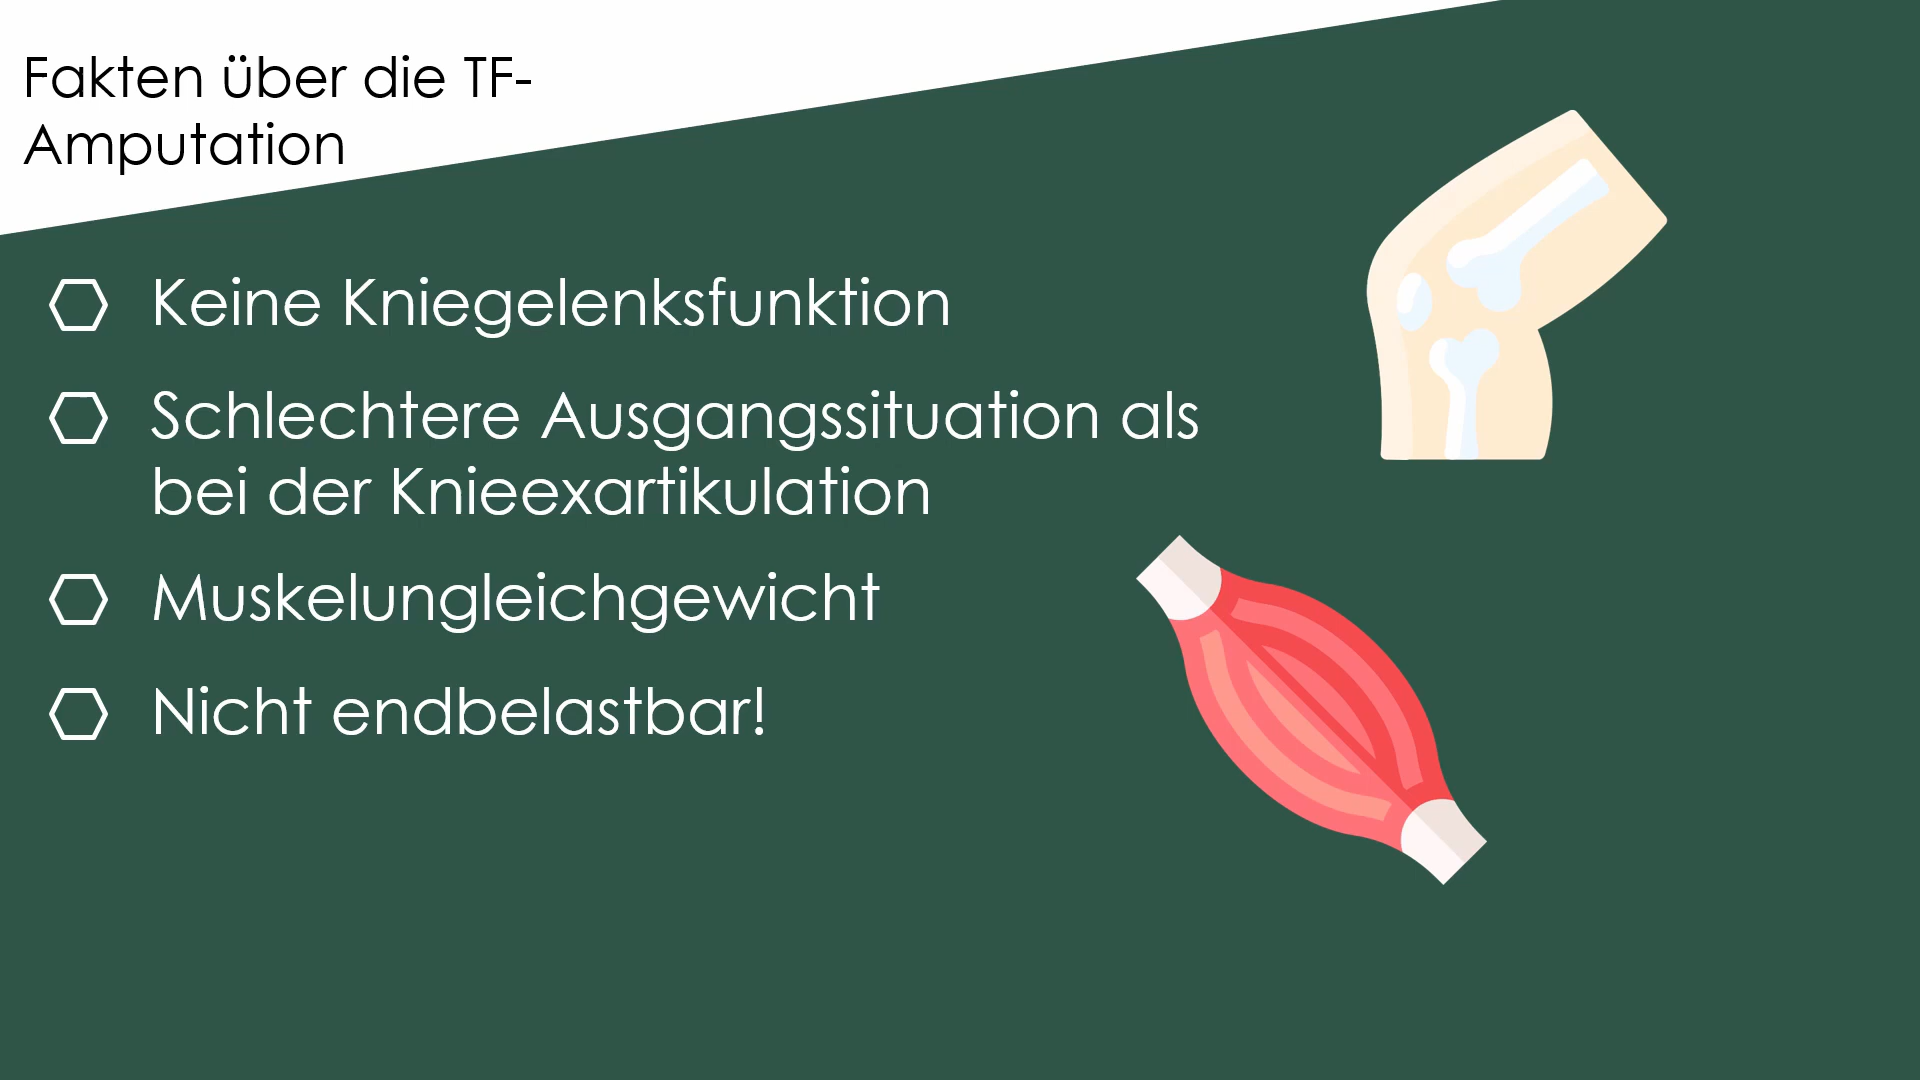 Fakten über die TF-
Amputation
Keine Kniegelenksfunktion
Schlechtere Ausgangssituation als
bei der Knieexartikulation
Muskelungleichgewicht
Nicht endbelastbar!